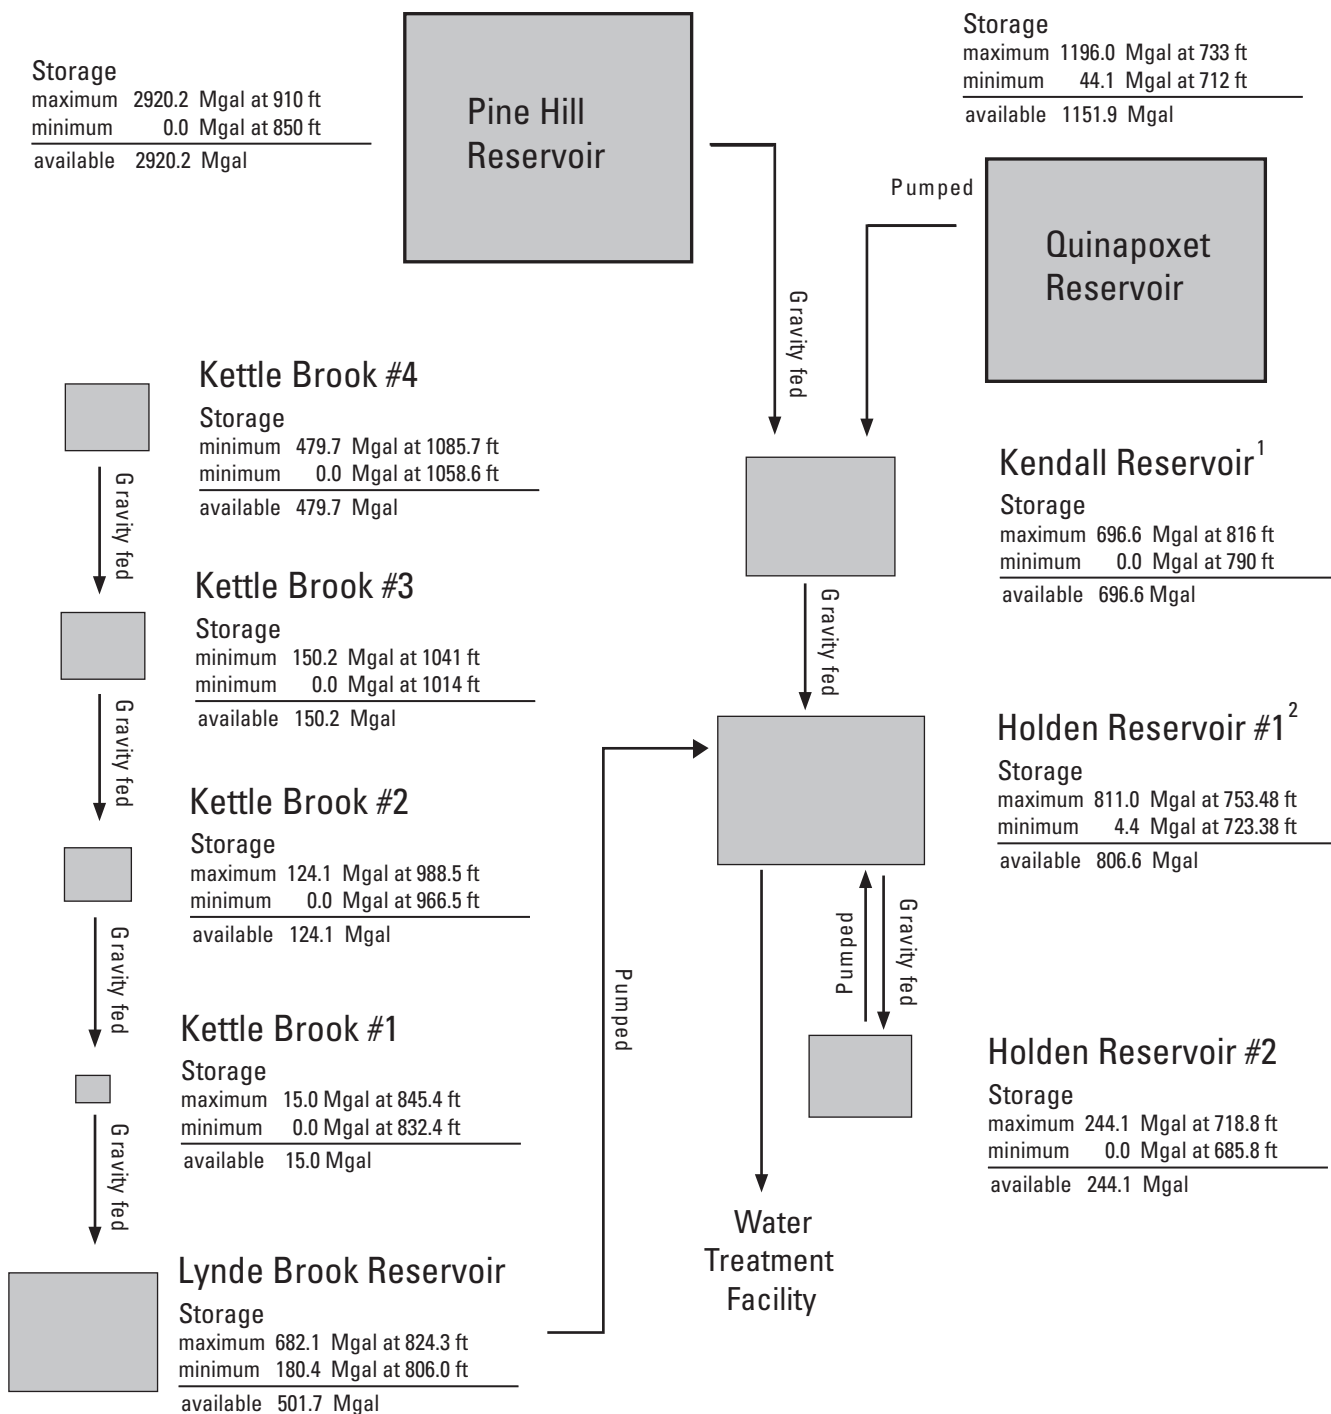 Storage
maximum 2920.2 Mgal at 910 ft
minimum 0.0 Mgal at 850 ft
available 2920.2 Mgal
Pine Hill
Reservoir
Storage
maximum 1196.0 Mgal at 733 ft
minimum 44.1 Mgal at 712 ft
available 1151.9 Mgal
Pumped
Quinapoxet
Reservoir
Gravity fed
Kettle Brook #4
Storage
minimum 479.7 Mgal at 1085.7 ft
minimum 0.0 Mgal at 1058.6 ft
available 479.7 Mgal
Gravity fed
Kendall Reservoir 1
Storage
maximum 696.6 Mgal at 816 ft
minimum 0.0 Mgal at 790 ft
available 696.6 Mgal
Gravity fed
Kettle Brook #3
Storage
minimum 150.2 Mgal at 1041 ft
minimum 0.0 Mgal at 1014 ft
available 150.2 Mgal
Gravity fed
Holden Reservoir #1 2
Storage
maximum 811.0 Mgal at 753.48 ft
minimum 4.4 Mgal at 723.38 ft
available 806.6 Mgal
Kettle Brook #2
Storage
maximum 124.1 Mgal at 988.5 ft
minimum 0.0 Mgal at 966.5 ft
available 124.1 Mgal
Gravity fed
Pumped
Gravity fed
Pumped
Kettle Brook #1
Storage
maximum 15.0 Mgal at 845.4 ft
minimum 0.0 Mgal at 832.4 ft
available 15.0 Mgal
Gravity fed
Holden Reservoir #2
Storage
maximum 244.1 Mgal at 718.8 ft
minimum 0.0 Mgal at 685.8 ft
available 244.1 Mgal
Water
Treatment
Facility
Lynde Brook Reservoir
Storage
maximum 682.1 Mgal at 824.3 ft
minimum 180.4 Mgal at 806.0 ft
available 501.7 Mgal